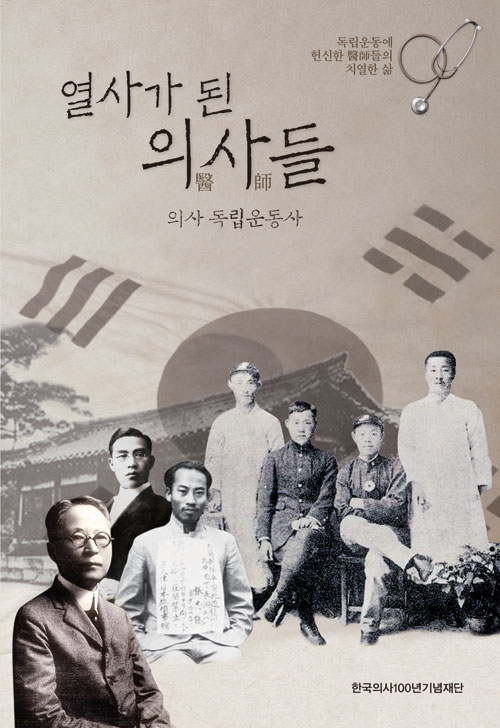 독립운동에
헌신한 醫師들의
치열한 삶
열사가 된
의사들
醫 師
의사 독립운동사
한국의사100년기념재단